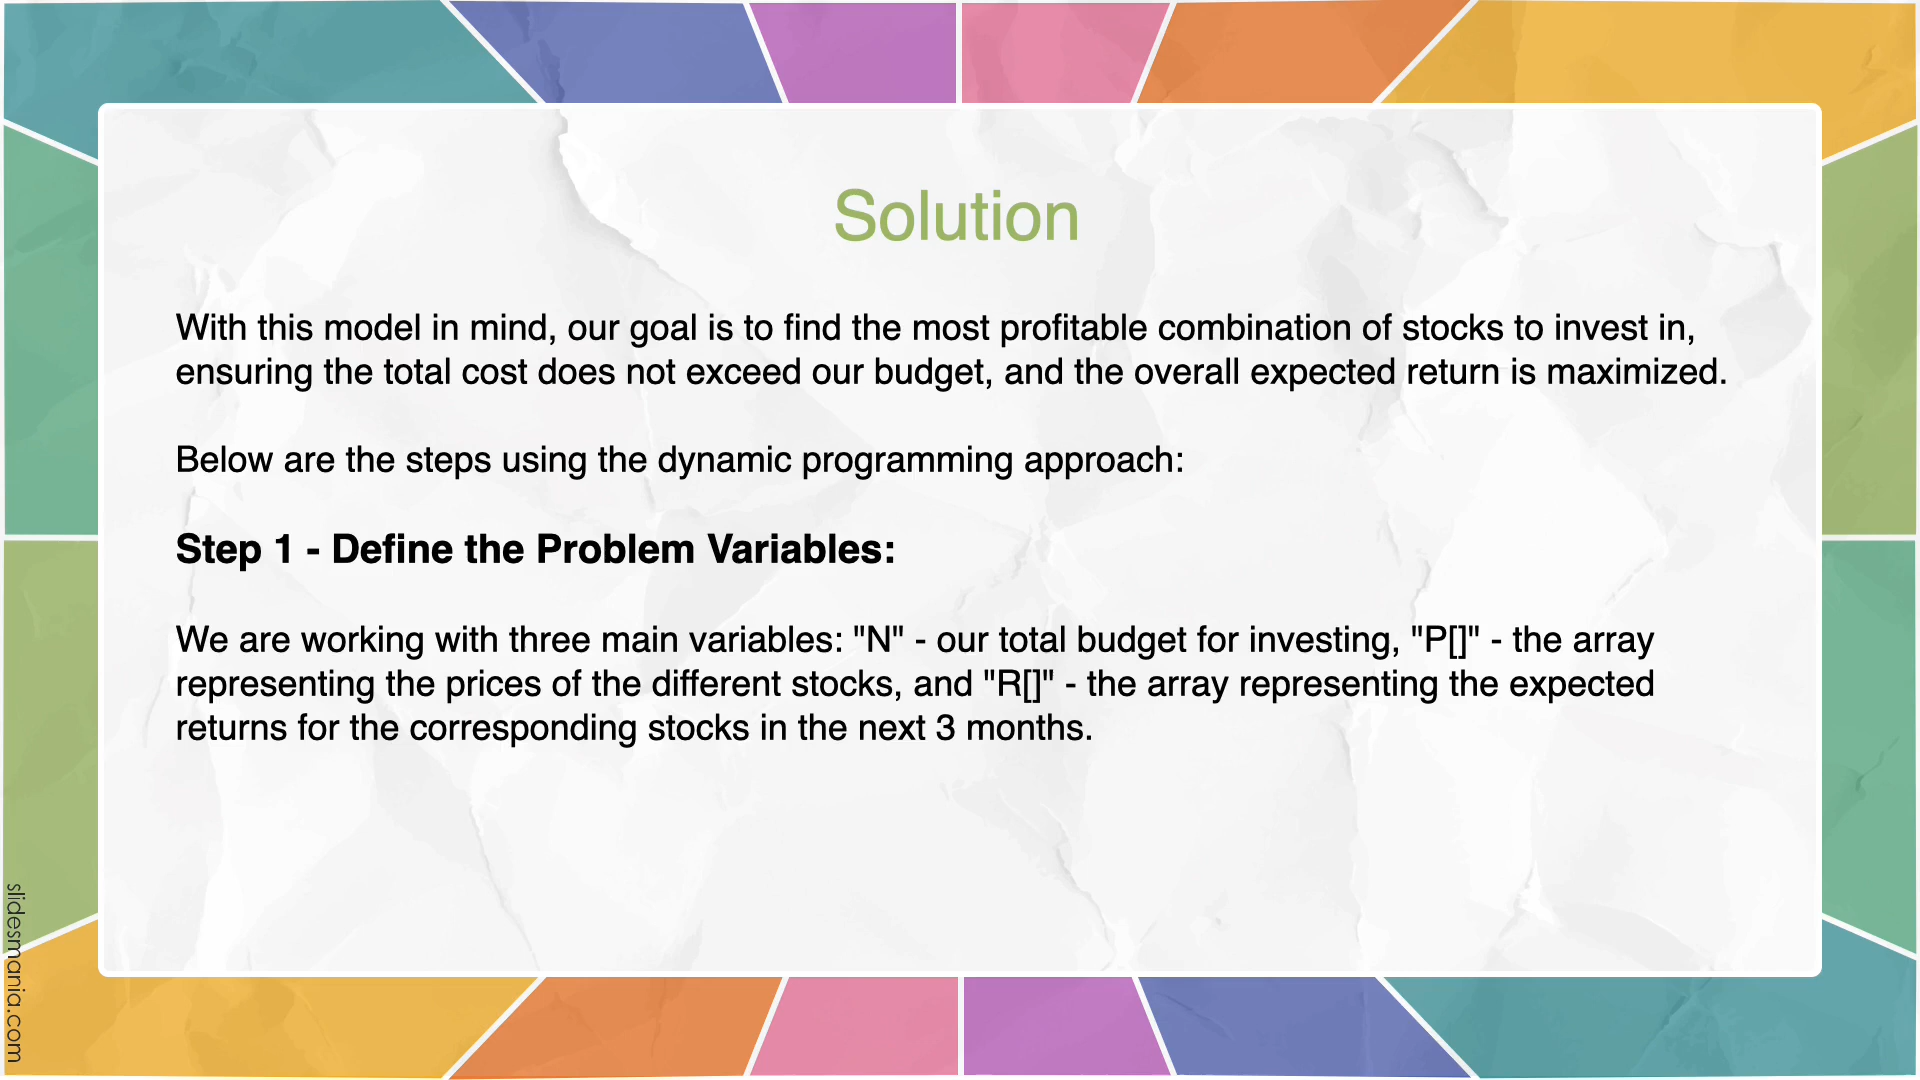 Solution
With this model in mind, our goal is to find the most profitable combination of stocks to invest in,
ensuring the total cost does not exceed our budget, and the overall expected return is maximized.
Below are the steps using the dynamic programming approach:
Step 1 - Define the Problem Variables:
We are working with three main variables: "N" - our total budget for investing, "P[]" - the array
representing the prices of the different stocks, and "R[]" - the array representing the expected
returns for the corresponding stocks in the next 3 months.
slidesmania.com